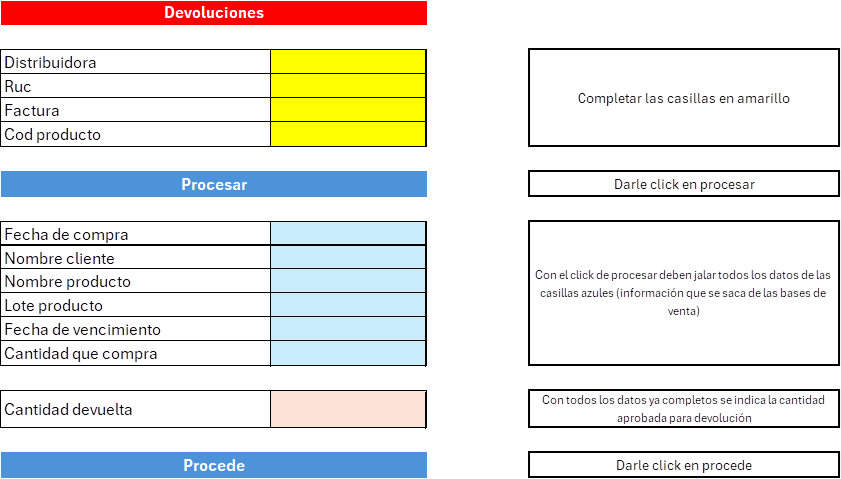 Devoluciones
Distribuidora
Ruc
Factura
Cod producto
Completar las casillas en amarillo
Procesar
Darle click en procesar
Fecha de compra
Nombre cliente
Nombre producto
Lote producto
Fecha de vencimiento
Cantidad que compra
Con el click de procesar deben jalar todos los datos de las
casillas azules (información que se saca de las bases de
venta)
Cantidad devuelta
Con todos los datos ya completos se indica la cantidad
aprobada para devolución
Procede
Darle click en procede